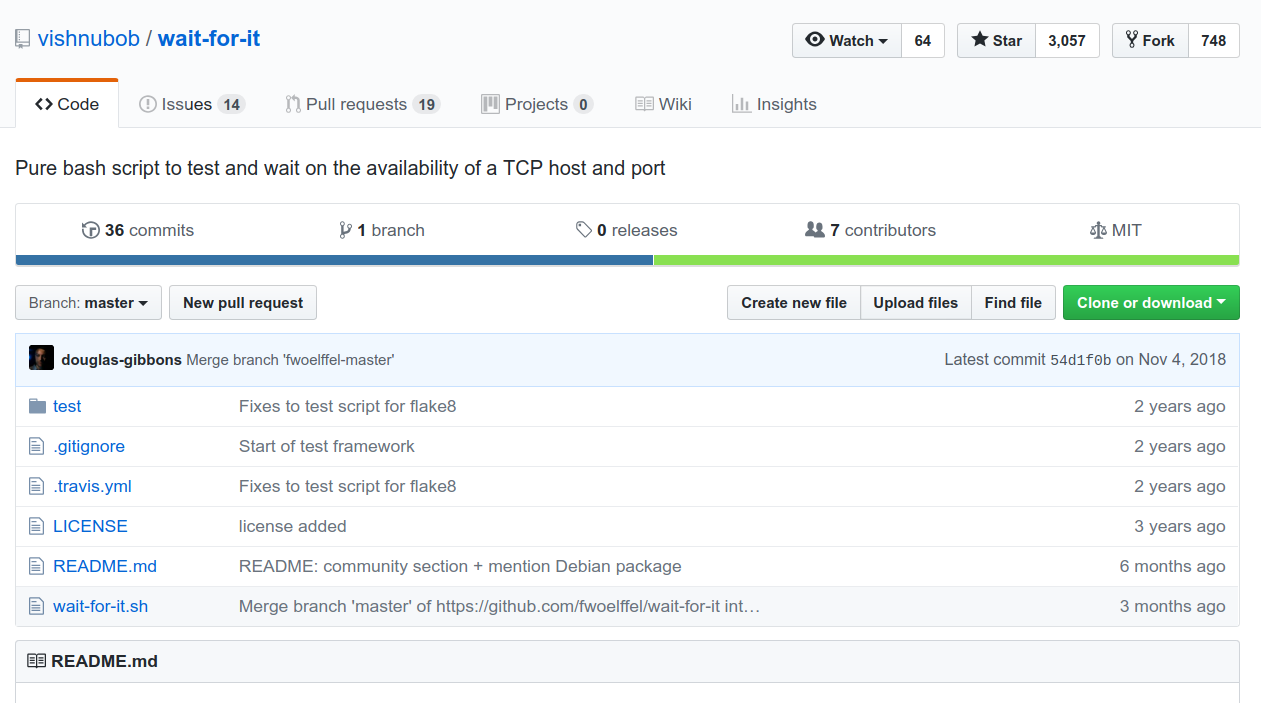 vishnubob / wait-for-it Watch 64 Star 3,057 Fork 748
Code Issues 14 Pull requests 19 Projects 0 Wiki Insights
Pure bash script to test and wait on the availability of a TCP host and port
36 commits 1 branch 0 releases 7 contributors MIT
Branch: master New pull request Create new file Upload files Find file Clone or download
douglas-gibbons Merge branch 'fwoelffel-master' Latest commit 54d1f0b on Nov 4, 2018
test Fixes to test script for flake8 2 years ago
.gitignore Start of test framework 2 years ago
.travis.yml Fixes to test script for flake8 2 years ago
LICENSE license added 3 years ago
README.md README: community section + mention Debian package 6 months ago
wait-for-it.sh Merge branch 'master' of https://github.com/fwoelffel/wait-for-it int… 3 months ago
README.md